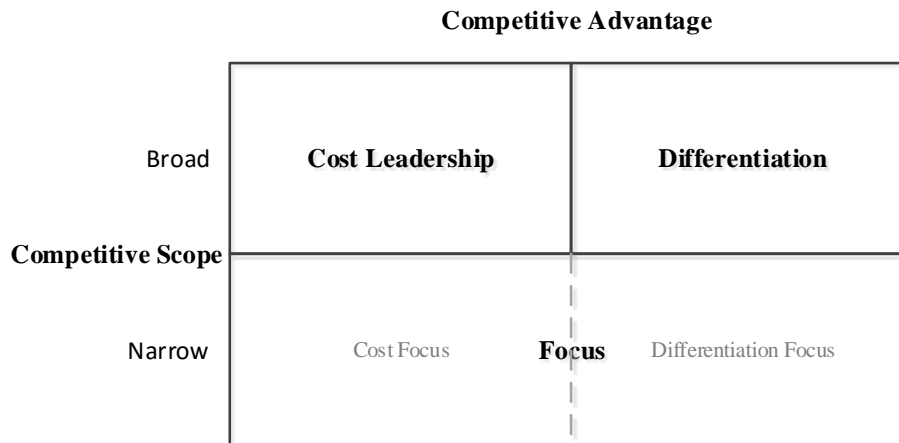 Competitive Advantage
Broad
Cost Leadership
Differentiation
Competitive Scope
Narrow
Cost Focus
Focus
Differentiation Focus